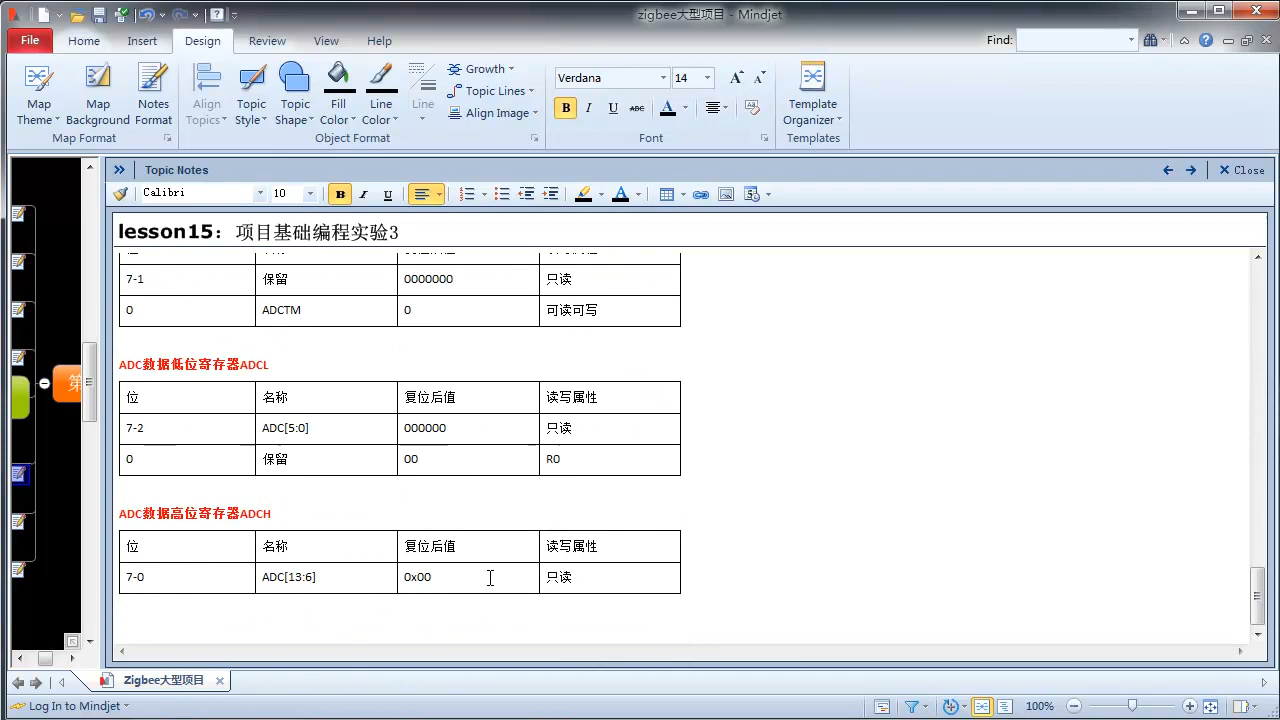 zigbee大型项目 - Mindjet
File Home Insert Design Review View Help Find:
Map Theme Map Background Notes Format Align Topics Topic Style Topic Shape Fill Color Line Color Line Growth Topic Lines Align Image Verdana 14 Template Organizer
B I U ABC A
Map Format Object Format Font Templates
Topic Notes Close
Calibri 10 B I U A
lesson15：项目基础编程实验3
7-1 保留 0000000 只读
0 ADCTM 0 可读可写
第
ADC数据低位寄存器ADCL
位 名称 复位后值 读写属性
7-2 ADC[5:0] 000000 只读
0 保留 00 R0
ADC数据高位寄存器ADCH
位 名称 复位后值 读写属性
7-0 ADC[13:6] 0x00 只读
Zigbee大型项目
Log In to Mindjet 100%